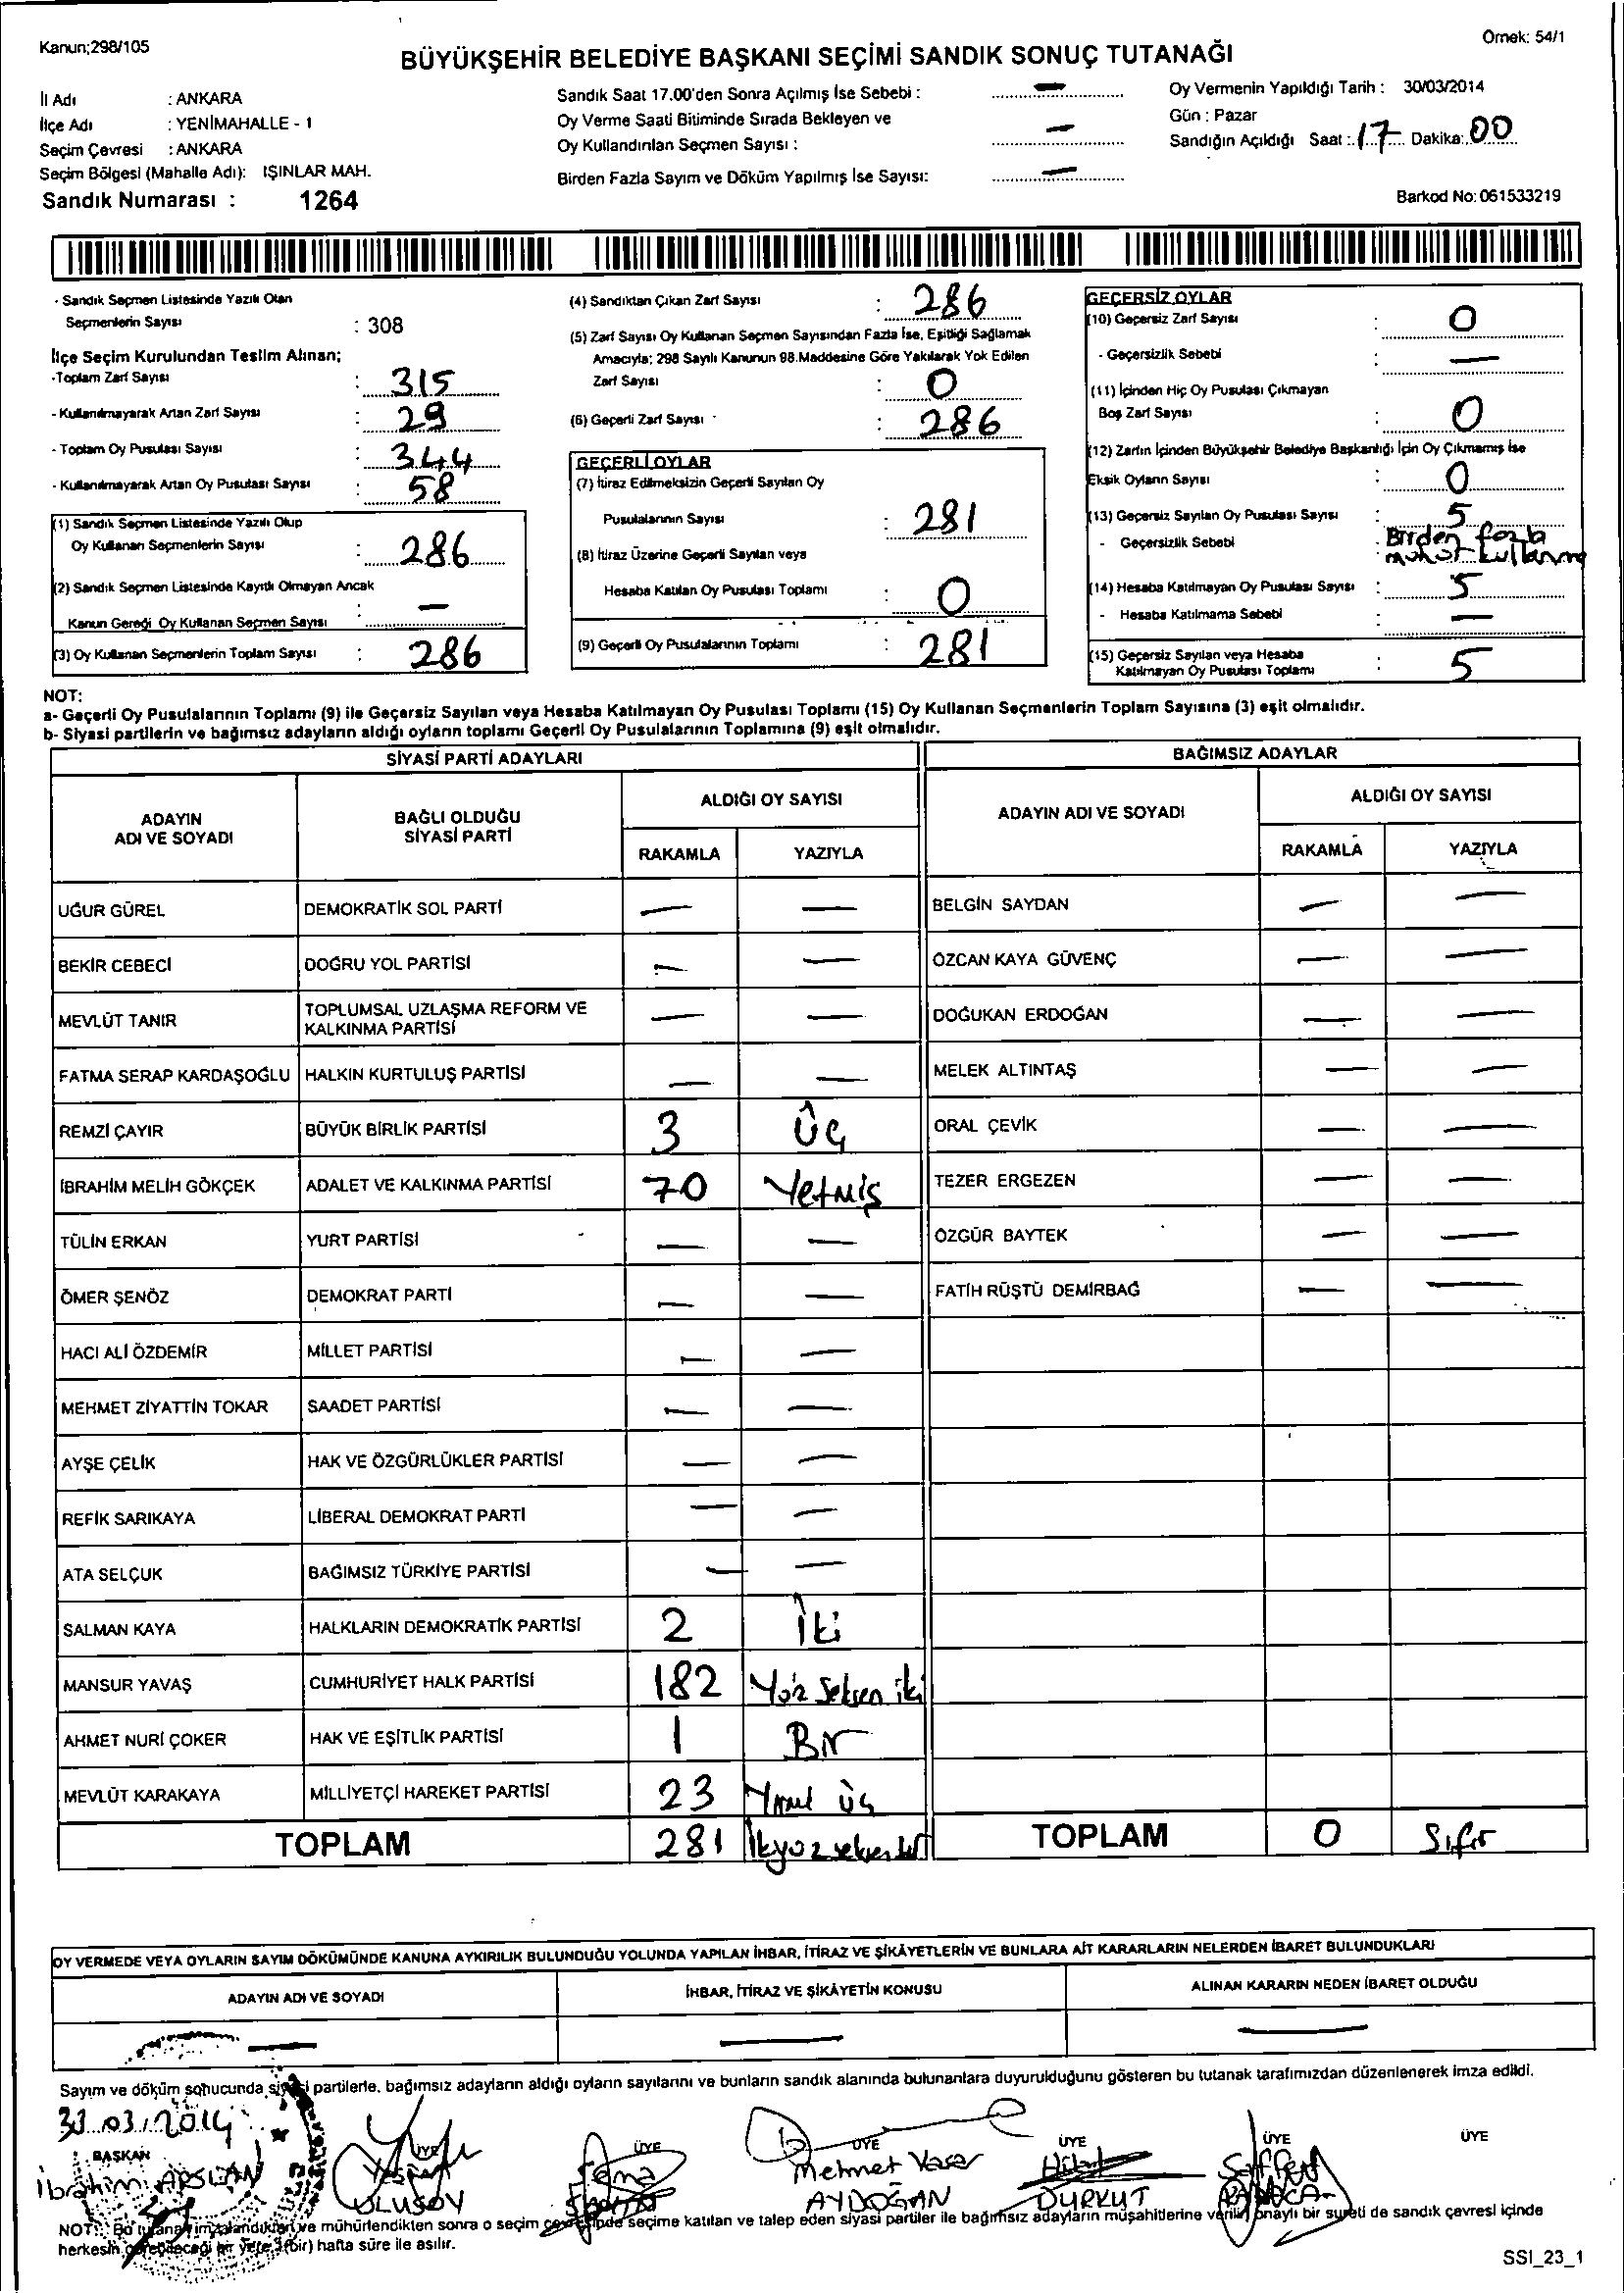 Kanun;298/105
Örnek: 54/1
BÜYÜKŞEHİR BELEDİYE BAŞKANI SEÇİMİ SANDIK SONUÇ TUTANAĞI
İl Adı : ANKARA
İlçe Adı : YENİMAHALLE - 1
Seçim Çevresi : ANKARA
Seçim Bölgesi (Mahalle Adı): IŞINLAR MAH.
Sandık Numarası : 1264
Sandık Saat 17.00'den Sonra Açılmış İse Sebebi : —
Oy Verme Saati Bitiminde Sırada Bekleyen ve
Oy Kullandırılan Seçmen Sayısı : —
Birden Fazla Sayım ve Döküm Yapılmış İse Sayısı: —
Oy Vermenin Yapıldığı Tarih : 30/03/2014
Gün : Pazar
Sandığın Açıldığı Saat : 17 Dakika: 00
Barkod No: 061533219
- Sandık Seçmen Listesinde Yazılı Olan
Seçmenlerin Sayısı : 308
İlçe Seçim Kurulundan Teslim Alınan;
-Toplam Zarf Sayısı : 315
- Kullanılmayarak Artan Zarf Sayısı : 29
- Toplam Oy Pusulası Sayısı : 344
- Kullanılmayarak Artan Oy Pusulası Sayısı : 58
(1) Sandık Seçmen Listesinde Yazılı Olup
Oy Kullanan Seçmenlerin Sayısı : 286
(2) Sandık Seçmen Listesinde Kayıtlı Olmayan Ancak
Kanun Gereği Oy Kullanan Seçmen Sayısı : —
(3) Oy Kullanan Seçmenlerin Toplam Sayısı : 286
(4) Sandıktan Çıkan Zarf Sayısı : 286
(5) Zarf Sayısı Oy Kullanan Seçmen Sayısından Fazla İse, Eşitliği Sağlamak
Amacıyla; 298 Sayılı Kanunun 98.Maddesine Göre Yakılarak Yok Edilen
Zarf Sayısı : 0
(6) Geçerli Zarf Sayısı : 286
GEÇERLİ OYLAR
(7) İtiraz Edilmeksizin Geçerli Sayılan Oy
Pusulalarının Sayısı : 281
(8) İtiraz Üzerine Geçerli Sayılan veya
Hesaba Katılan Oy Pusulası Toplamı : 0
(9) Geçerli Oy Pusulalarının Toplamı : 281
GEÇERSİZ OYLAR
(10) Geçersiz Zarf Sayısı : 0
- Geçersizlik Sebebi : —
(11) İçinden Hiç Oy Pusulası Çıkmayan
Boş Zarf Sayısı : 0
(12) Zarfın İçinden Büyükşehir Belediye Başkanlığı İçin Oy Çıkmamış İse
Eksik Oyların Sayısı : 0
(13) Geçersiz Sayılan Oy Pusulası Sayısı : 5
- Geçersizlik Sebebi : Birden fazla
mühür kullanma
(14) Hesaba Katılmayan Oy Pusulası Sayısı : 5
- Hesaba Katılmama Sebebi : —
(15) Geçersiz Sayılan veya Hesaba
Katılmayan Oy Pusulası Toplamı : 5
NOT:
a- Geçerli Oy Pusulalarının Toplamı (9) ile Geçersiz Sayılan veya Hesaba Katılmayan Oy Pusulası Toplamı (15) Oy Kullanan Seçmenlerin Toplam Sayısına (3) eşit olmalıdır.
b- Siyasi partilerin ve bağımsız adayların aldığı oyların toplamı Geçerli Oy Pusulalarının Toplamına (9) eşit olmalıdır.
SİYASİ PARTİ ADAYLARI
ADAYIN
ADI VE SOYADI
BAĞLI OLDUĞU
SİYASİ PARTİ
ALDIĞI OY SAYISI
RAKAMLA YAZIYLA
UĞUR GÜREL DEMOKRATİK SOL PARTİ — —
BEKİR CEBECİ DOĞRU YOL PARTİSİ — —
MEVLÜT TANIR TOPLUMSAL UZLAŞMA REFORM VE
KALKINMA PARTİSİ — —
FATMA SERAP KARDAŞOĞLU HALKIN KURTULUŞ PARTİSİ — —
REMZİ ÇAYIR BÜYÜK BİRLİK PARTİSİ 3 Üç
İBRAHİM MELİH GÖKÇEK ADALET VE KALKINMA PARTİSİ 70 Yetmiş
TÜLİN ERKAN YURT PARTİSİ — —
ÖMER ŞENÖZ DEMOKRAT PARTİ — —
HACI ALİ ÖZDEMİR MİLLET PARTİSİ — —
MEHMET ZİYATTİN TOKAR SAADET PARTİSİ — —
AYŞE ÇELİK HAK VE ÖZGÜRLÜKLER PARTİSİ — —
REFİK SARIKAYA LİBERAL DEMOKRAT PARTİ — —
ATA SELÇUK BAĞIMSIZ TÜRKİYE PARTİSİ — —
SALMAN KAYA HALKLARIN DEMOKRATİK PARTİSİ 2 İki
MANSUR YAVAŞ CUMHURİYET HALK PARTİSİ 182 Yüz Seksen iki
AHMET NURİ ÇOKER HAK VE EŞİTLİK PARTİSİ 1 Bir
MEVLÜT KARAKAYA MİLLİYETÇİ HAREKET PARTİSİ 23 Yirmi üç
TOPLAM 281 İkiyüz seksen bir
BAĞIMSIZ ADAYLAR
ADAYIN ADI VE SOYADI
ALDIĞI OY SAYISI
RAKAMLA YAZIYLA
BELGİN SAYDAN — —
ÖZCAN KAYA GÜVENÇ — —
DOĞUKAN ERDOĞAN — —
MELEK ALTINTAŞ — —
ORAL ÇEVİK — —
TEZER ERGEZEN — —
ÖZGÜR BAYTEK — —
FATİH RÜŞTÜ DEMİRBAĞ — —
TOPLAM 0 Sıfır
OY VERMEDE VEYA OYLARIN SAYIM DÖKÜMÜNDE KANUNA AYKIRILIK BULUNDUĞU YOLUNDA YAPILAN İHBAR, İTİRAZ VE ŞİKÂYETLERİN VE BUNLARA AİT KARARLARIN NELERDEN İBARET BULUNDUKLARI
ADAYIN ADI VE SOYADI İHBAR, İTİRAZ VE ŞİKÂYETİN KONUSU ALINAN KARARIN NEDEN İBARET OLDUĞU
— — —
Sayım ve döküm sonucunda siyasi partilerle, bağımsız adayların aldığı oyların sayılarını ve bunların sandık alanında bulunanlara duyurulduğunu gösteren bu tutanak tarafımızdan düzenlenerek imza edildi.
.03.2014
BAŞKAN ÜYE ÜYE ÜYE ÜYE ÜYE ÜYE
İbrahim ARSLAN
ULUSOY
Sema
Mehmet Yaşar
AYDOĞAN
DURKUT
NOT: Bu tutanak imzalandıktan ve mühürlendikten sonra o seçim çevresinde seçime katılan ve talep eden siyasi partiler ile bağımsız adayların müşahitlerine verilir, onaylı bir sureti de sandık çevresi içinde
herkesin görebileceği bir yere 1 (bir) hafta süre ile asılır.
SSI_23_1